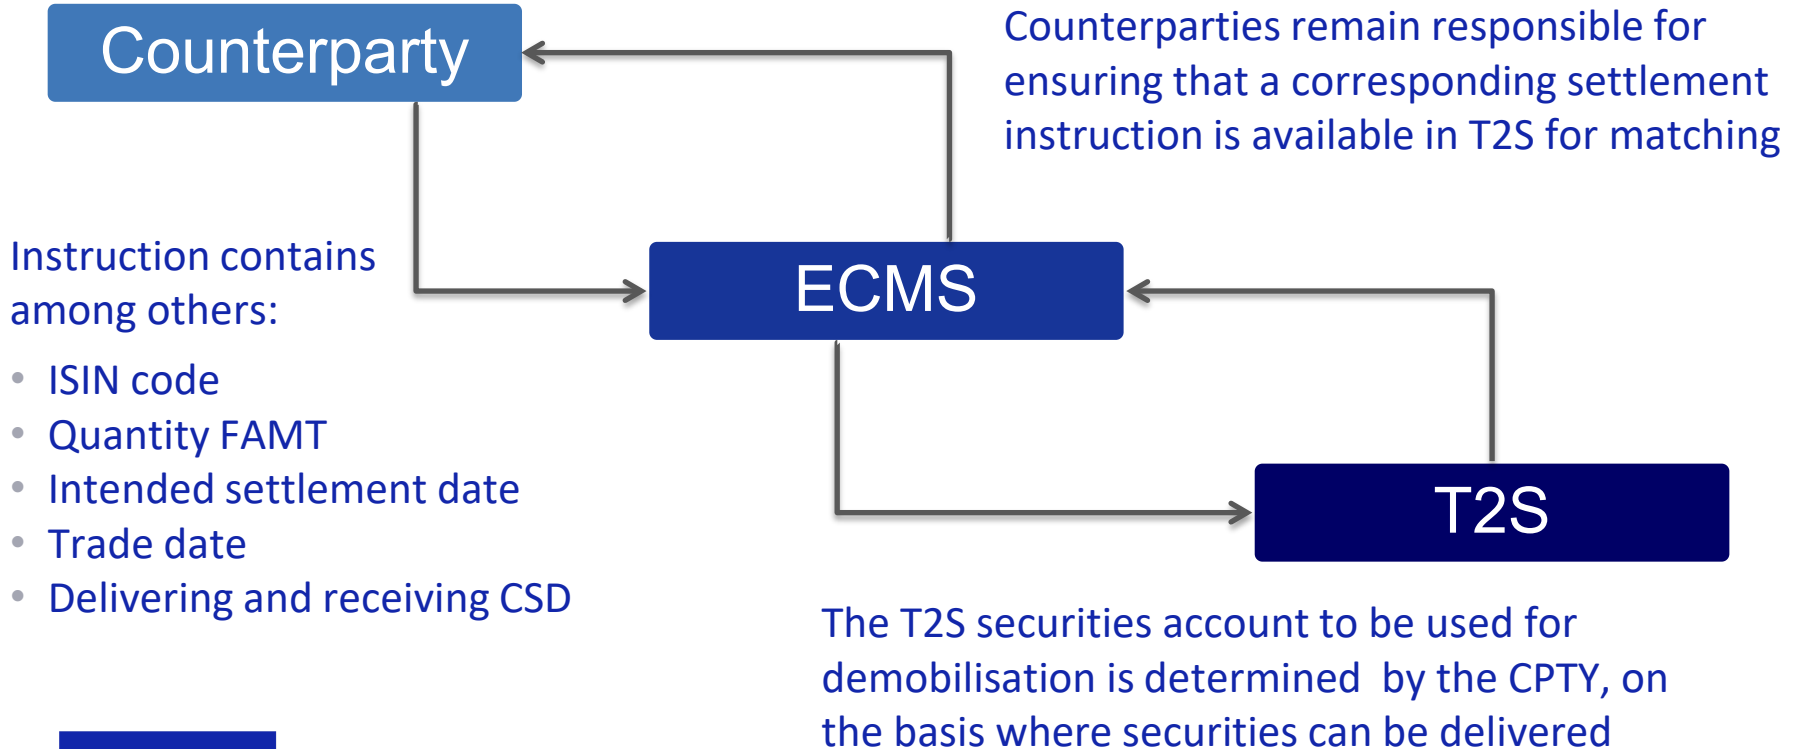 Counterparty
Counterparties remain responsible for
ensuring that a corresponding settlement
instruction is available in T2S for matching
Instruction contains
among others:
• ISIN code
• Quantity FAMT
• Intended settlement date
• Trade date
• Delivering and receiving CSD
ECMS
T2S
The T2S securities account to be used for
demobilisation is determined  by the CPTY, on
the basis where securities can be delivered